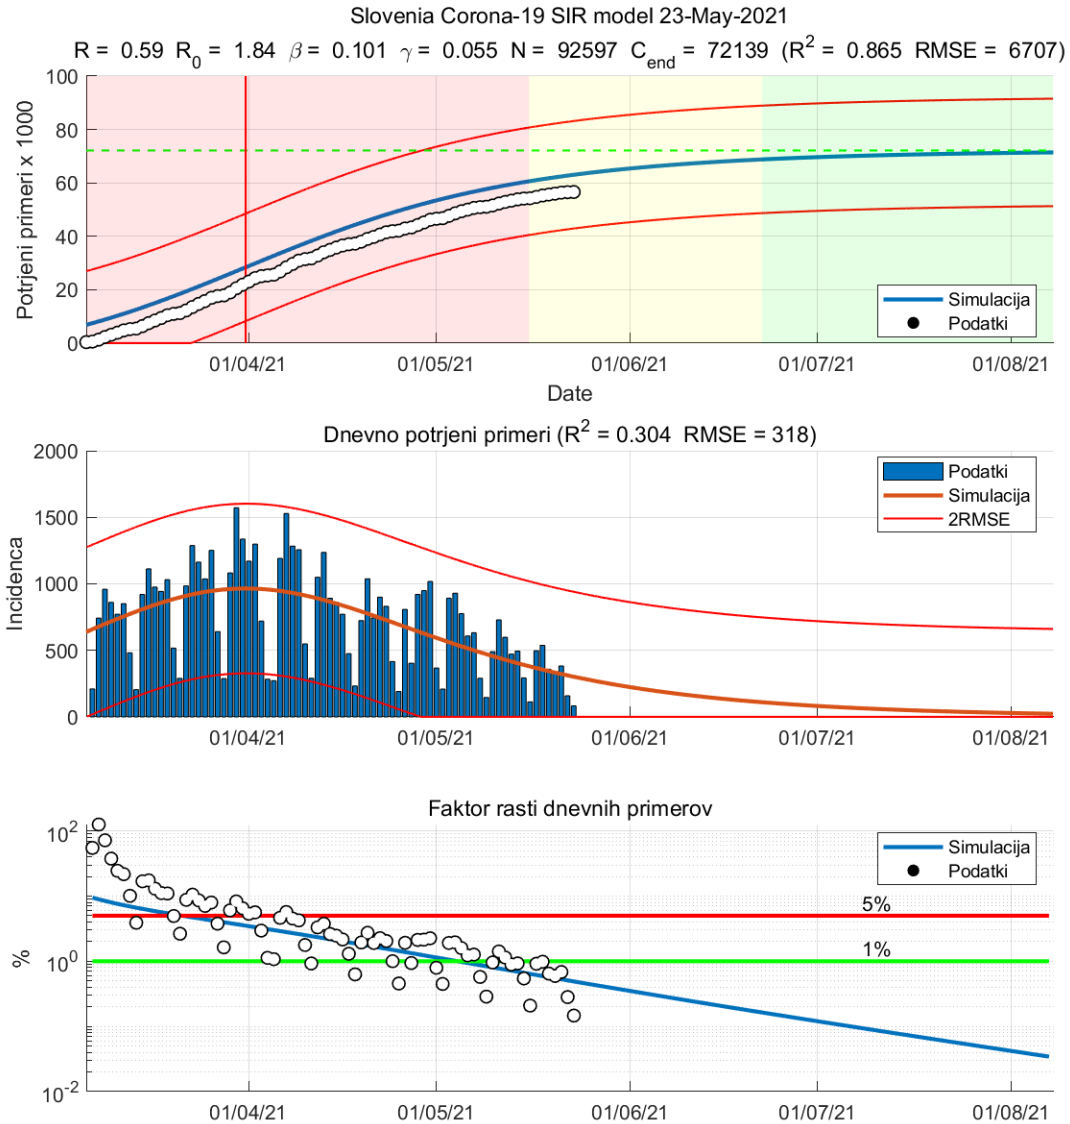 Slovenia Corona-19 SIR model 23-May-2021
R = 0.59 R0 = 1.84 β = 0.101 γ = 0.055 N = 92597 Cend = 72139 (R2 = 0.865 RMSE = 6707)
Potrjeni primeri x 1000
100
80
60
40
20
0
Simulacija
Podatki
01/04/21 01/05/21 01/06/21 01/07/21 01/08/21
Date
Dnevno potrjeni primeri (R2 = 0.304 RMSE = 318)
Incidenca
2000
1500
1000
500
0
Podatki
Simulacija
2RMSE
01/04/21 01/05/21 01/06/21 01/07/21 01/08/21
Faktor rasti dnevnih primerov
%
10^2
10^0
10^-2
Simulacija
Podatki
5%
1%
01/04/21 01/05/21 01/06/21 01/07/21 01/08/21